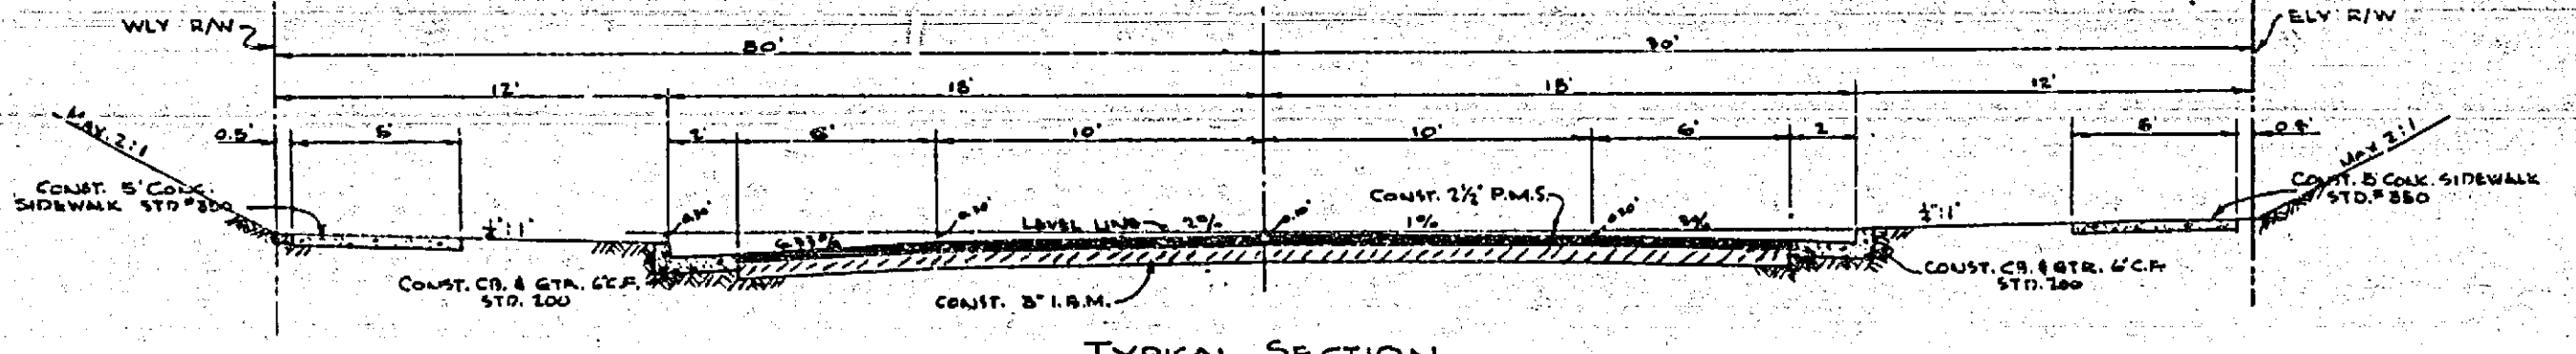 WLY R/W
ELY R/W
30'
30'
12'
18'
18'
12'
MAX. 2:1
0.5'
5'
2'
6'
10'
10'
6'
2
5'
0.5'
MAX 2:1
CONST. 5' CONC.
SIDEWALK STD #350
CONST. 2½" P.M.S.
CONST. 5' CONC. SIDEWALK
STD. #350
¼":1'
LEVEL LINE
2%
1%
3%
¼":1'
CONST. CB. & GTR. 6" C.F.
STD. 200
CONST. 8" I.B.M.
CONST. CB. & GTR. 6" C.F.
STD. 200
TYPICAL SECTION